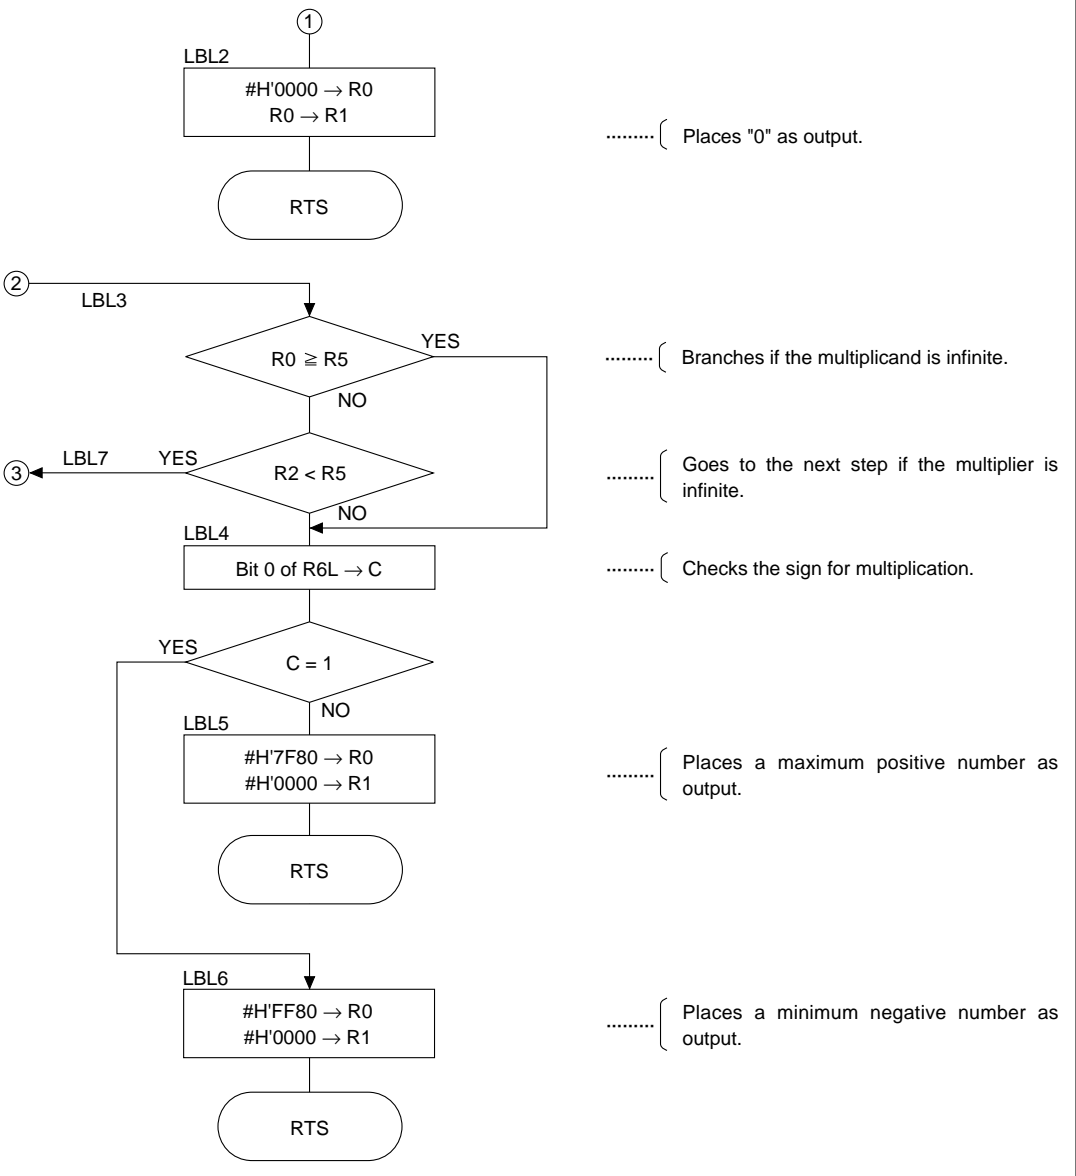 1
LBL2
#H'0000 → R0
R0 → R1
......... Places "0" as output.
RTS
2
LBL3
R0 ≧ R5
YES
......... Branches if the multiplicand is infinite.
NO
3
LBL7
YES
R2 < R5
......... Goes to the next step if the multiplier is
infinite.
NO
LBL4
Bit 0 of R6L → C
......... Checks the sign for multiplication.
YES
C = 1
NO
LBL5
#H'7F80 → R0
#H'0000 → R1
......... Places a maximum positive number as
output.
RTS
LBL6
#H'FF80 → R0
#H'0000 → R1
......... Places a minimum negative number as
output.
RTS